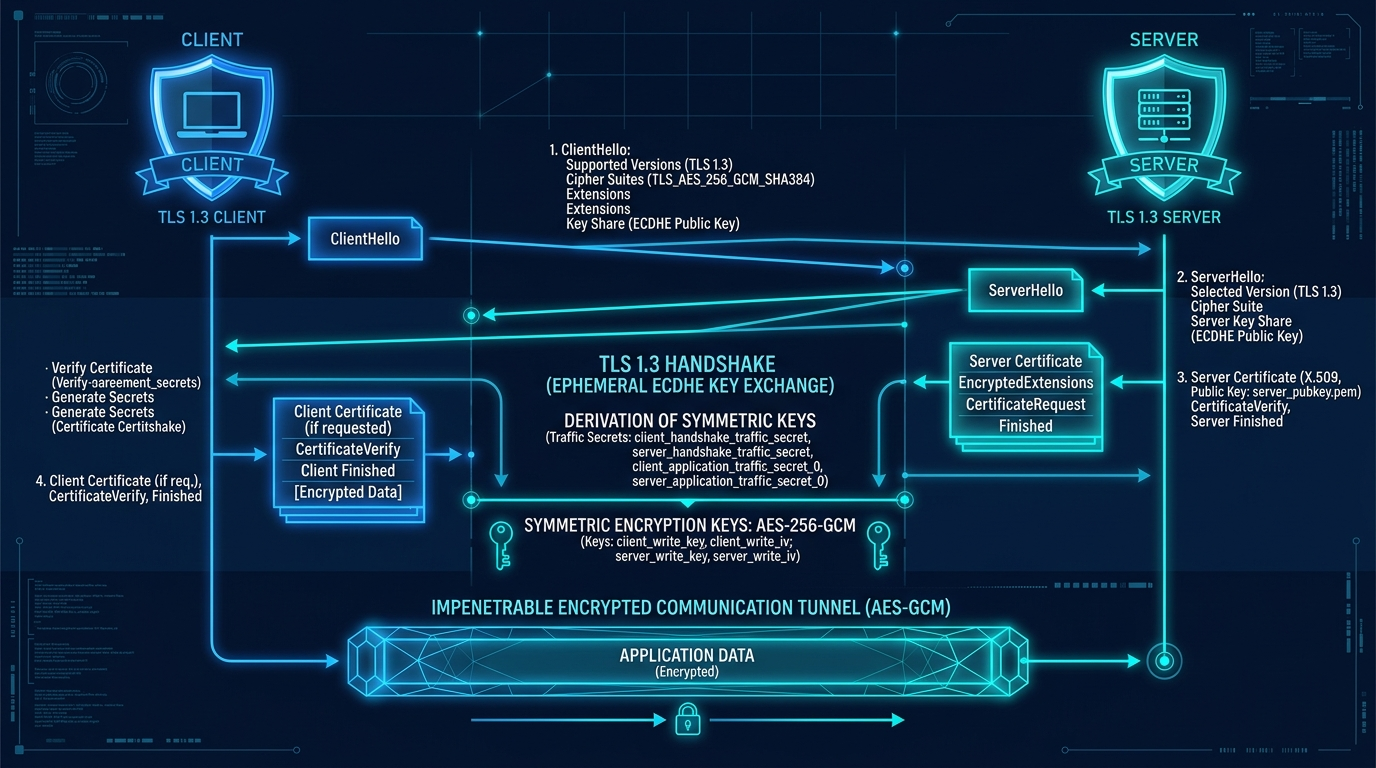 CLIENT
CLIENT
TLS 1.3 CLIENT
SERVER
SERVER
TLS 1.3 SERVER
1. ClientHello:
Supported Versions (TLS 1.3)
Cipher Suites (TLS_AES_256_GCM_SHA384)
Extensions
Extensions
Key Share (ECDHE Public Key)
ClientHello
ServerHello
2. ServerHello:
Selected Version (TLS 1.3)
Cipher Suite
Server Key Share
(ECDHE Public Key)
TLS 1.3 HANDSHAKE
(EPHEMERAL ECDHE KEY EXCHANGE)
Server Certificate
EncryptedExtensions
CertificateRequest
Finished
3. Server Certificate (X.509,
Public Key: server_pubkey.pem)
CertificateVerify,
Server Finished
· Verify Certificate
(Verify-oareement_secrets)
· Generate Secrets
· Generate Secrets
(Certificate Certitshake)
Client Certificate
(if requested)
CertificateVerify
Client Finished
[Encrypted Data]
4. Client Certificate (if req.),
CertificateVerify, Finished
DERIVATION OF SYMMETRIC KEYS
(Traffic Secrets: client_handshake_traffic_secret,
server_handshake_traffic_secret,
client_application_traffic_secret_0,
server_application_traffic_secret_0)
SYMMETRIC ENCRYPTION KEYS: AES-256-GCM
(Keys: ciient_write_key, client_write_iv;
server_write_key, server_write_iv)
IMPENETRABLE ENCRYPTED COMMUNICATION TUNNEL (AES-GCM)
APPLICATION DATA
(Encrypted)